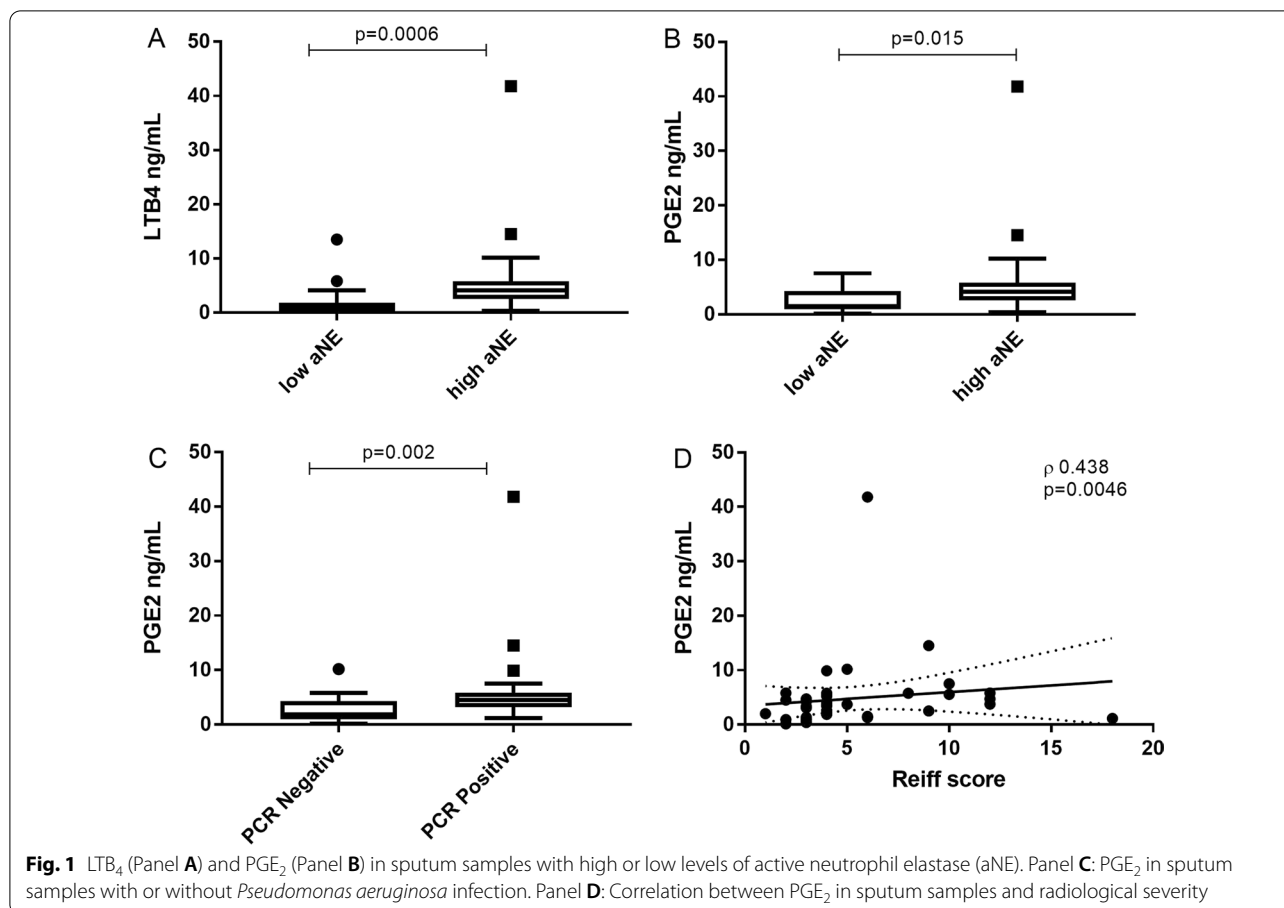 A
p=0.0006
50
40
30
20
10
0
LTB4 ng/mL
low aNE
high aNE
B
p=0.015
50
40
30
20
10
0
PGE2 ng/mL
low aNE
high aNE
C
p=0.002
50
40
30
20
10
0
PGE2 ng/mL
PCR Negative
PCR Positive
D
ρ 0.438
p=0.0046
50
40
30
20
10
0
PGE2 ng/mL
0 5 10 15 20
Reiff score
Fig. 1 LTB₄ (Panel A) and PGE₂ (Panel B) in sputum samples with high or low levels of active neutrophil elastase (aNE). Panel C: PGE₂ in sputum
samples with or without Pseudomonas aeruginosa infection. Panel D: Correlation between PGE₂ in sputum samples and radiological severity